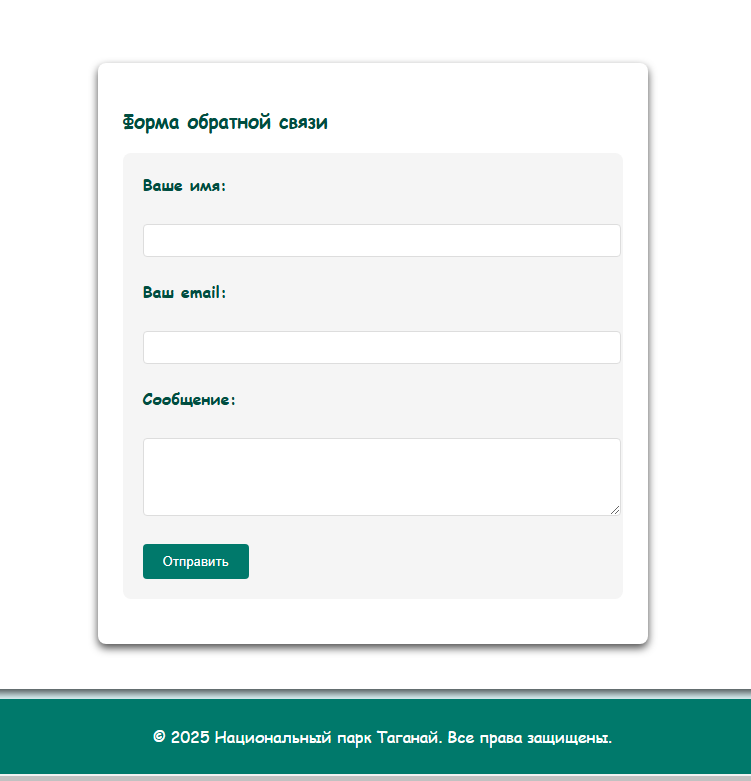 Форма обратной связи
Ваше имя:
Ваш email:
Сообщение:
Отправить
© 2025 Национальный парк Таганай. Все права защищены.